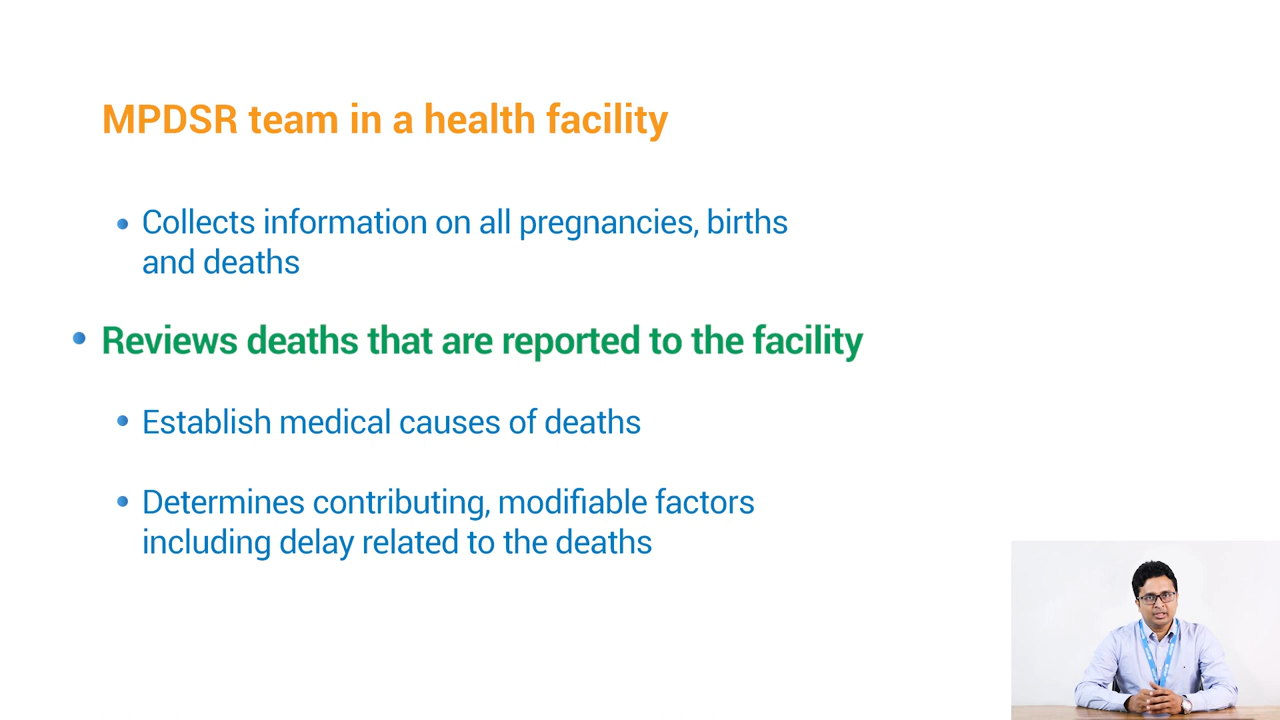 MPDSR team in a health facility
• Collects information on all pregnancies, births
and deaths
• Reviews deaths that are reported to the facility
• Establish medical causes of deaths
• Determines contributing, modifiable factors
including delay related to the deaths